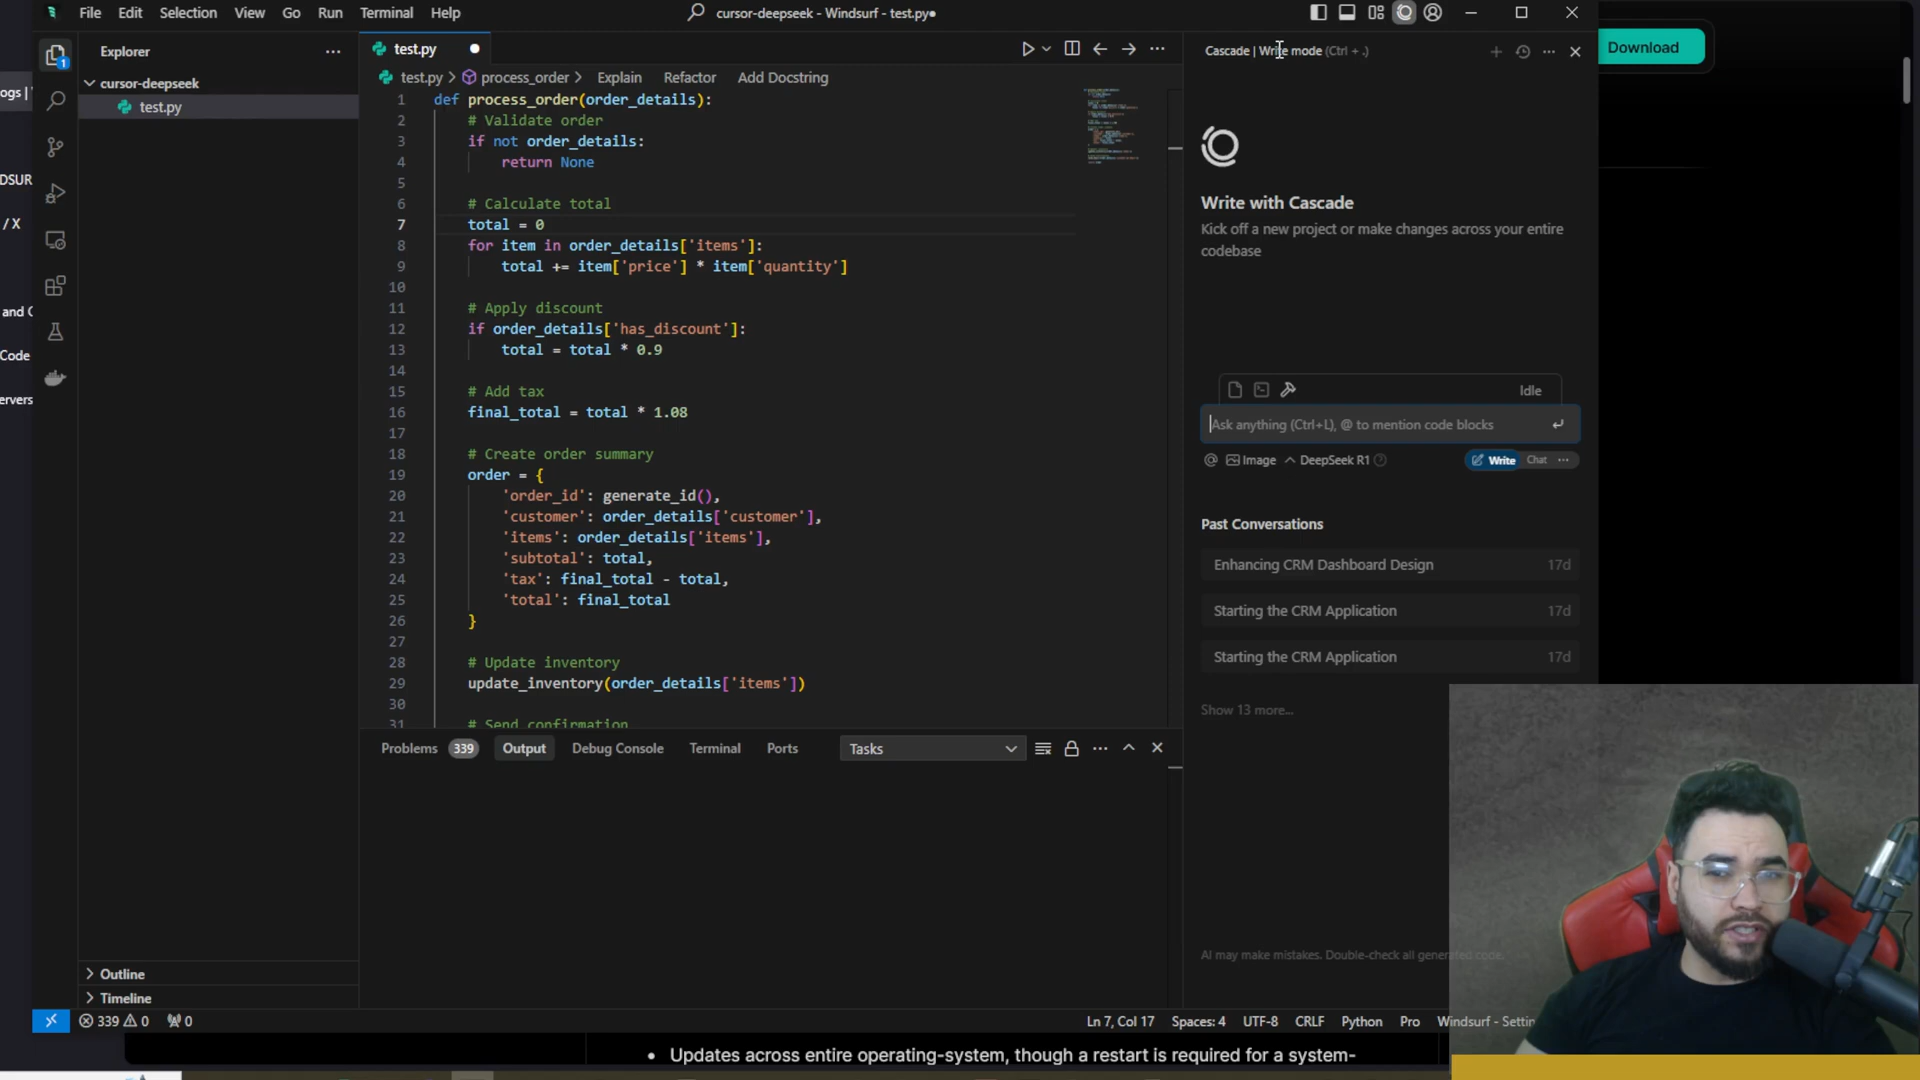 File Edit Selection View Go Run Terminal Help
cursor-deepseek - Windsurf - test.py●
Download
Explorer
cursor-deepseek
test.py
ogs |
DSUR
/ X
and C
Code
ervers
1
test.py
test.py > process_order > Explain Refactor Add Docstring
1 def process_order(order_details):
2 # Validate order
3 if not order_details:
4 return None
5
6 # Calculate total
7 total = 0
8 for item in order_details['items']:
9 total += item['price'] * item['quantity']
10
11 # Apply discount
12 if order_details['has_discount']:
13 total = total * 0.9
14
15 # Add tax
16 final_total = total * 1.08
17
18 # Create order summary
19 order = {
20 'order_id': generate_id(),
21 'customer': order_details['customer'],
22 'items': order_details['items'],
23 'subtotal': total,
24 'tax': final_total - total,
25 'total': final_total
26 }
27
28 # Update inventory
29 update_inventory(order_details['items'])
30
31 # Send confirmation
Problems 339 Output Debug Console Terminal Ports Tasks
Cascade | Write mode (Ctrl + .)
Write with Cascade
Kick off a new project or make changes across your entire
codebase
Idle
Ask anything (Ctrl+L), @ to mention code blocks
@ Image DeepSeek R1 Write Chat
Past Conversations
Enhancing CRM Dashboard Design 17d
Starting the CRM Application 17d
Starting the CRM Application 17d
Show 13 more...
AI may make mistakes. Double-check all generated code.
Outline
Timeline
339 0 0
Ln 7, Col 17 Spaces: 4 UTF-8 CRLF Python Pro Windsurf - Settin
• Updates across entire operating-system, though a restart is required for a system-